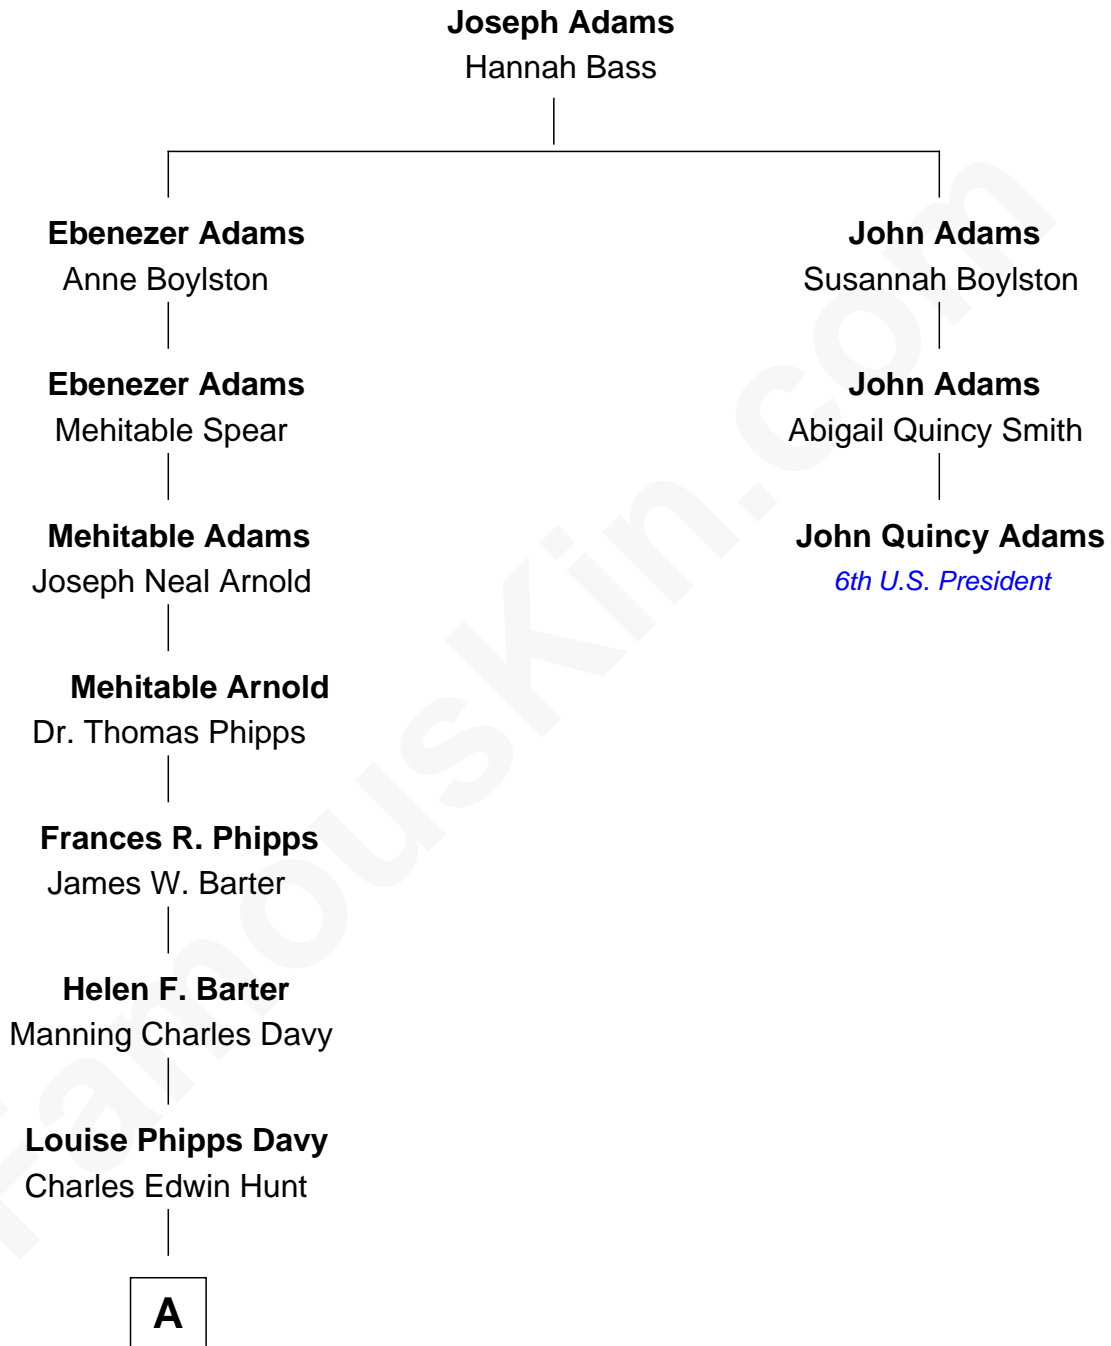 Joseph Adams
Hannah Bass
Ebenezer Adams
Anne Boylston
John Adams
Susannah Boylston
Ebenezer Adams
Mehitable Spear
John Adams
Abigail Quincy Smith
Mehitable Adams
Joseph Neal Arnold
John Quincy Adams
6th U.S. President
Mehitable Arnold
Dr. Thomas Phipps
Frances R. Phipps
James W. Barter
Helen F. Barter
Manning Charles Davy
Louise Phipps Davy
Charles Edwin Hunt
A
FamousKin.com